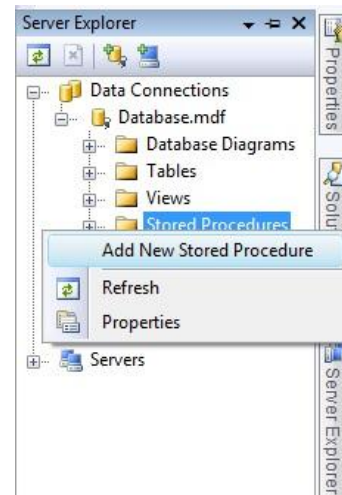 Server Explorer
Data Connections
Database.mdf
Database Diagrams
Tables
Views
Stored Procedures
Add New Stored Procedure
Refresh
Properties
Servers
Properties
Solu
Server Explorer